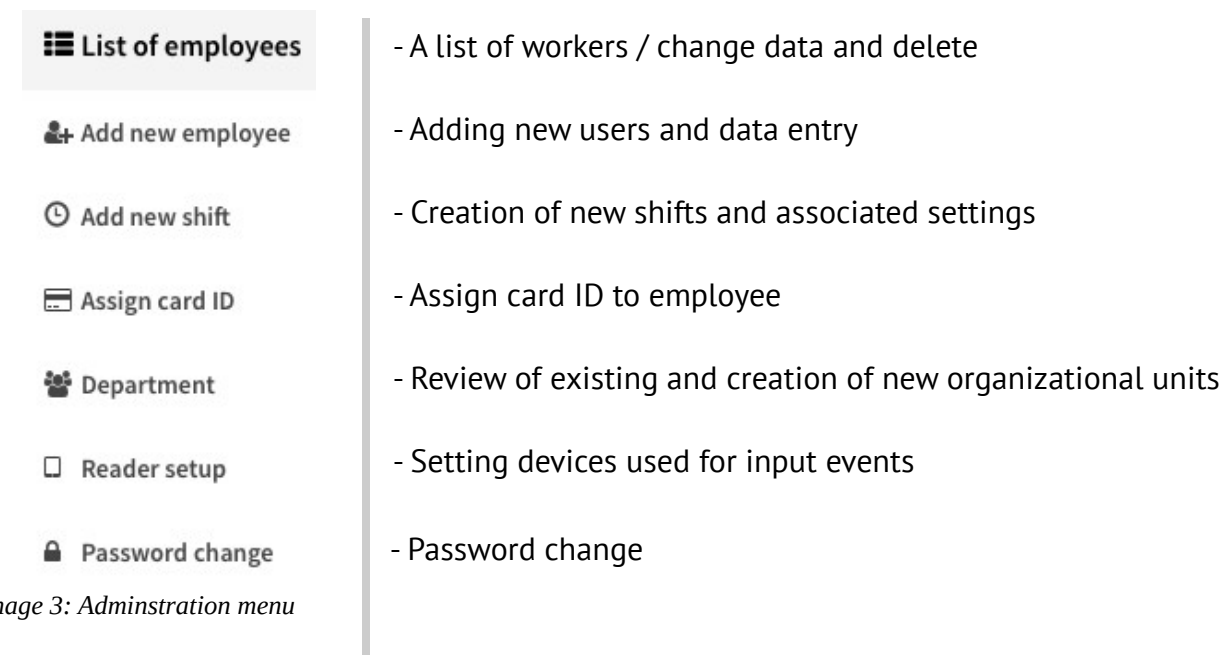 List of employees - A list of workers / change data and delete
Add new employee - Adding new users and data entry
Add new shift - Creation of new shifts and associated settings
Assign card ID - Assign card ID to employee
Department - Review of existing and creation of new organizational units
Reader setup - Setting devices used for input events
Password change - Password change
mage 3: Adminstration menu